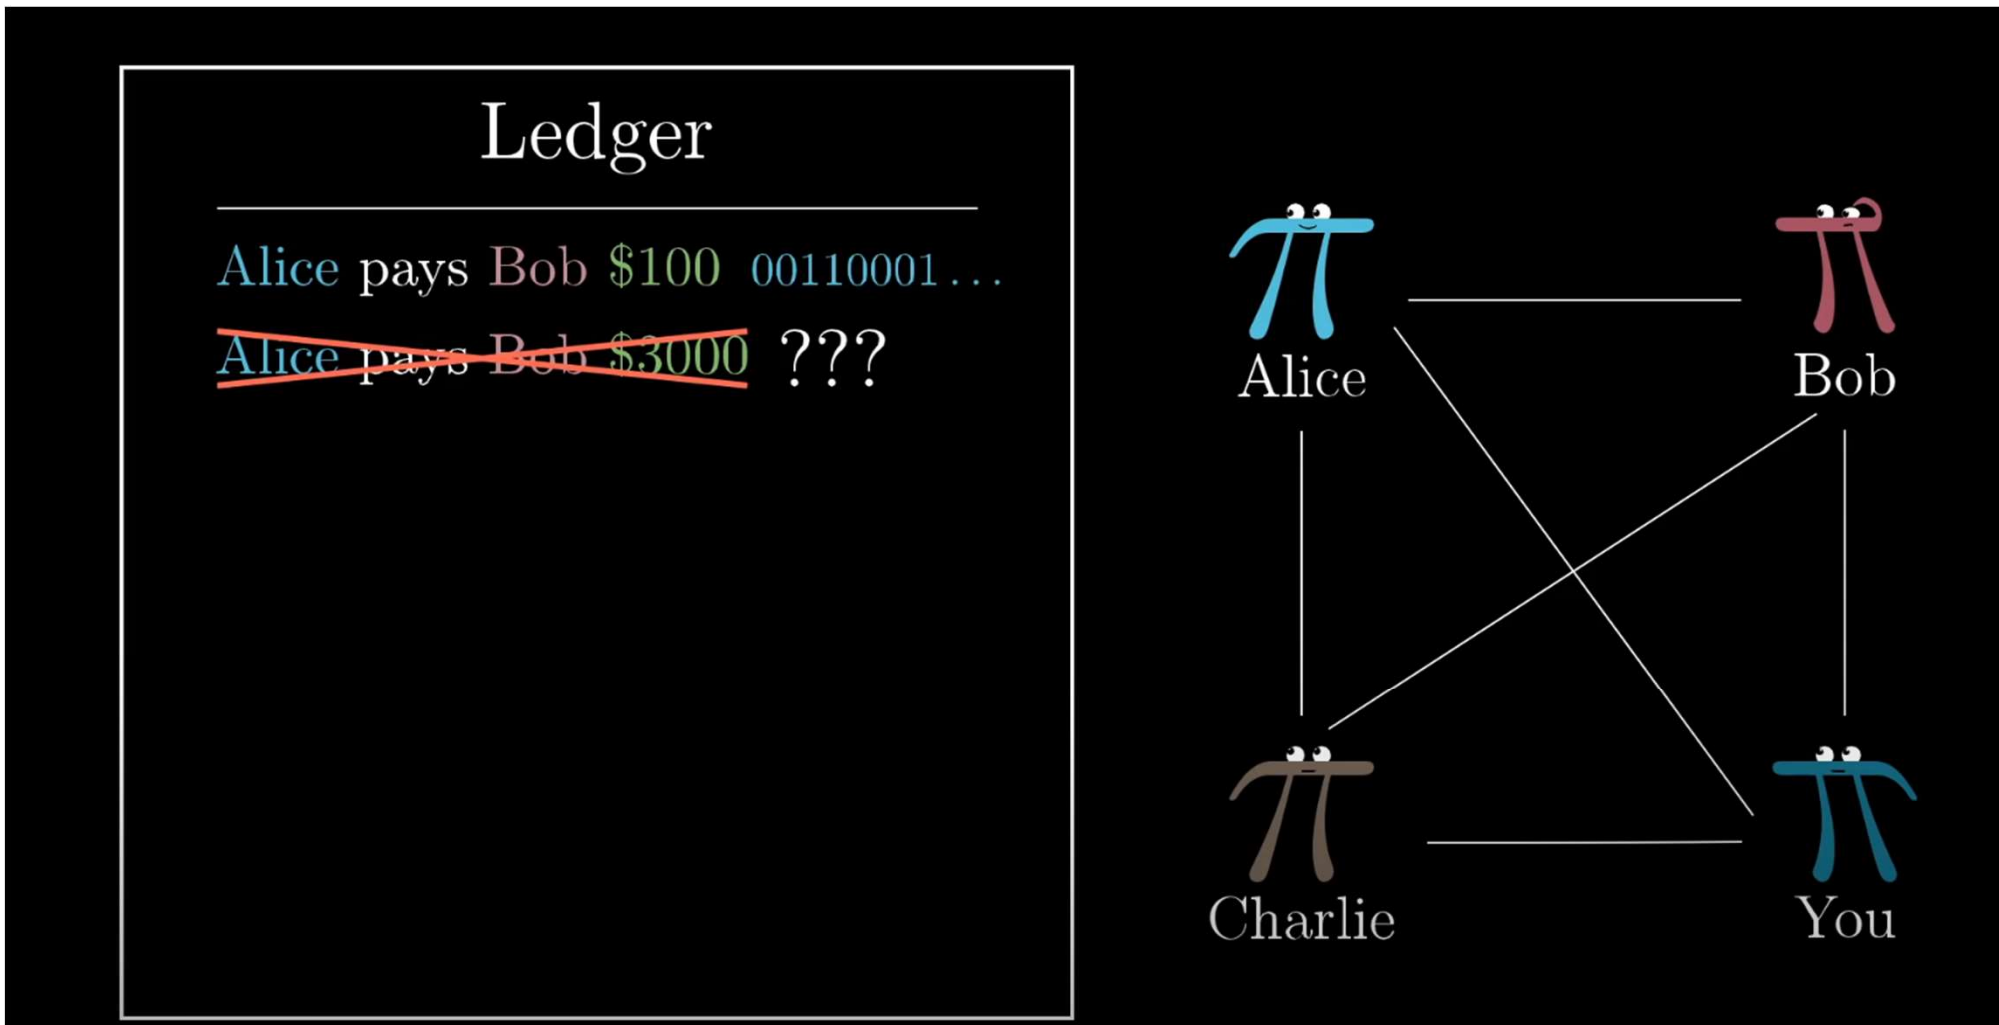 Ledger
Alice pays Bob $100 00110001...
Alice pays Bob $3000 ???
Alice
Bob
Charlie
You